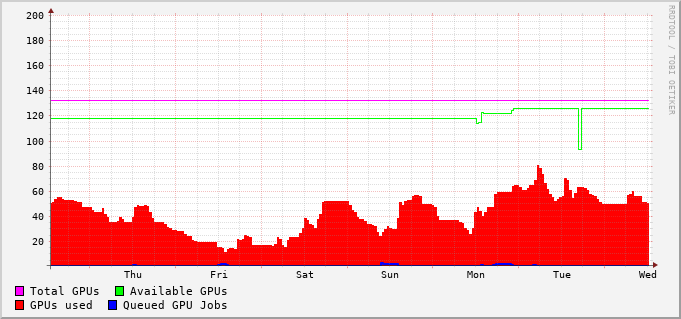 200
180
160
140
120
100
80
60
40
20
Thu Fri Sat Sun Mon Tue Wed
Total GPUs Available GPUs
GPUs used Queued GPU Jobs
RRDTOOL / TOBI OETIKER